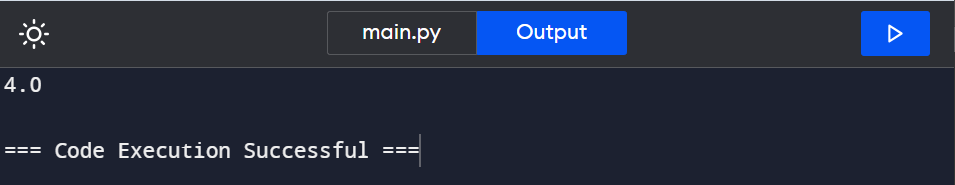 main.py Output
4.0
=== Code Execution Successful ===